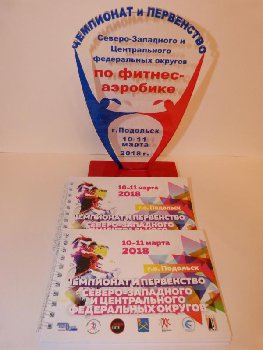 ЧЕМПИОНАТ и ПЕРВЕНСТВО
Северо-Западного и
Центрального
федеральных округов
по фитнес-
аэробике
г.Подольск
10-11
марта
2018 г.
10-11 марта
2018
г.о. Подольск
ЧЕМПИОНАТ И ПЕРВЕНСТВО
СЕВЕРО-ЗАПАДНОГО
10-11 марта
2018
г.о. Подольск
ЧЕМПИОНАТ И ПЕРВЕНСТВО
СЕВЕРО-ЗАПАДНОГО
И ЦЕНТРАЛЬНОГО
ФЕДЕРАЛЬНЫХ ОКРУГОВ